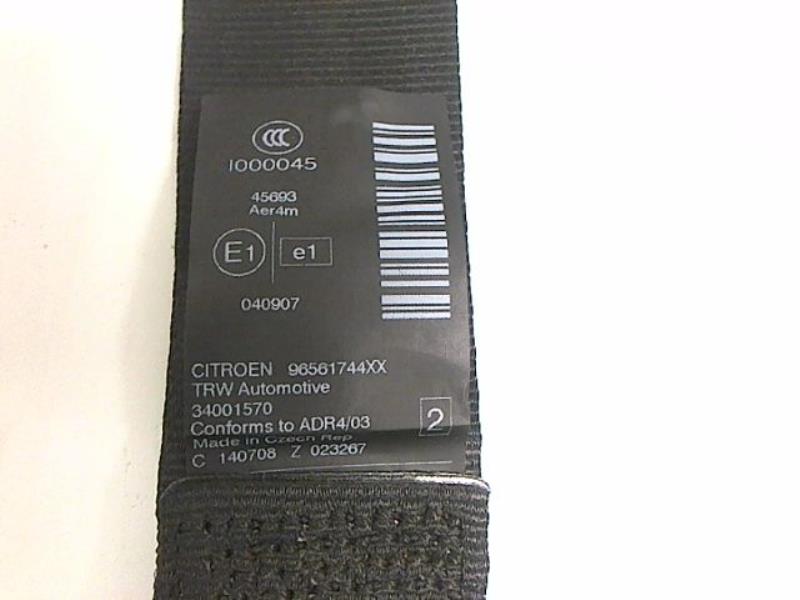 CCC
I000045
45693
Aer4m
E1 e1
040907
CITROEN 96561744XX
TRW Automotive
34001570
Conforms to ADR4/03 2
Made in Czech Rep
C 140708 Z 023267